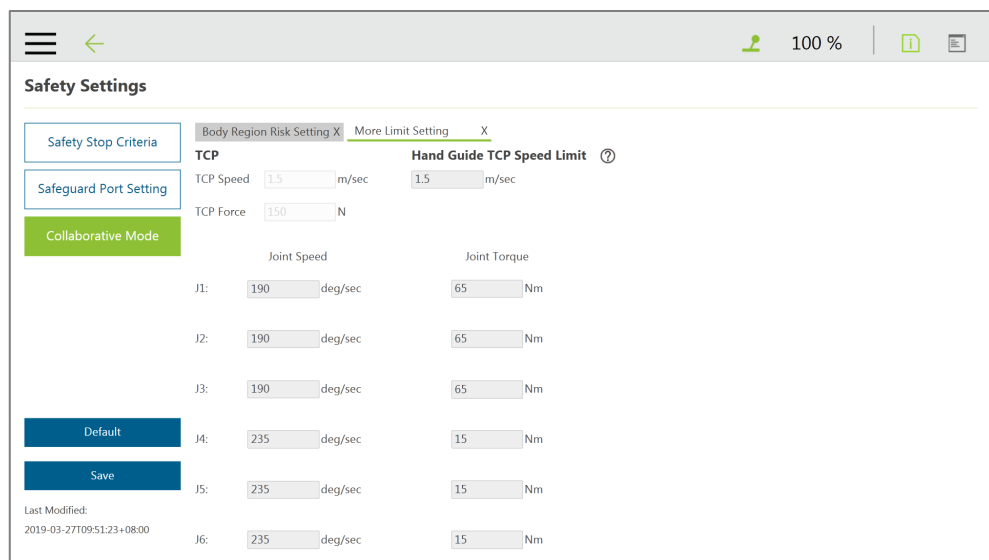 100 %
Safety Settings
Safety Stop Criteria
Safeguard Port Setting
Collaborative Mode
Default
Save
Last Modified:
2019-03-27T09:51:23+08:00
Body Region Risk Setting X More Limit Setting X
TCP Hand Guide TCP Speed Limit ?
TCP Speed 1.5 m/sec 1.5 m/sec
TCP Force 150 N
Joint Speed Joint Torque
J1: 190 deg/sec 65 Nm
J2: 190 deg/sec 65 Nm
J3: 190 deg/sec 65 Nm
J4: 235 deg/sec 15 Nm
J5: 235 deg/sec 15 Nm
J6: 235 deg/sec 15 Nm